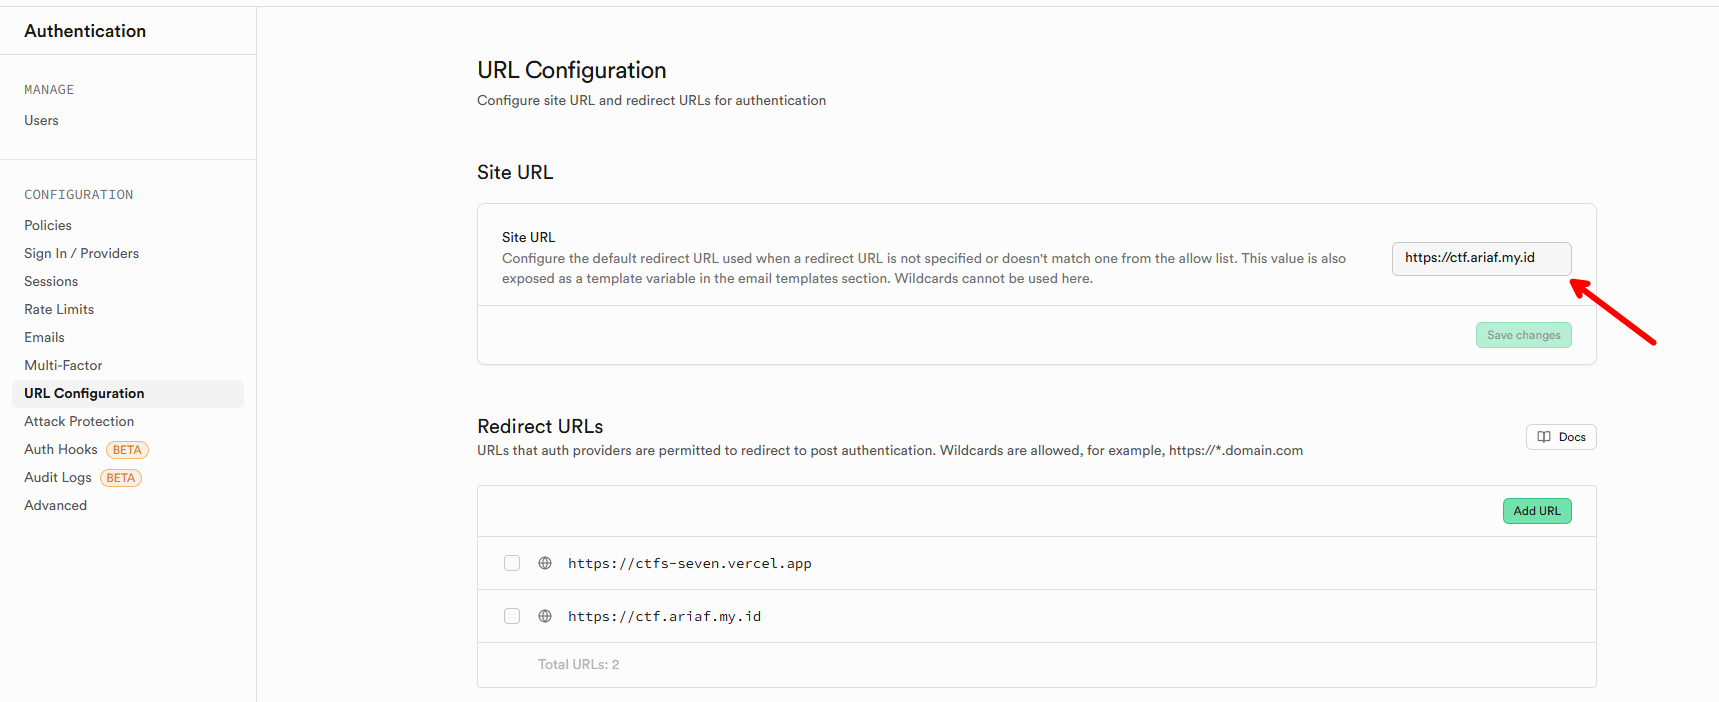 Authentication
MANAGE
Users
CONFIGURATION
Policies
Sign In / Providers
Sessions
Rate Limits
Emails
Multi-Factor
URL Configuration
Attack Protection
Auth Hooks BETA
Audit Logs BETA
Advanced
URL Configuration
Configure site URL and redirect URLs for authentication
Site URL
Site URL
Configure the default redirect URL used when a redirect URL is not specified or doesn't match one from the allow list. This value is also
exposed as a template variable in the email templates section. Wildcards cannot be used here.
https://ctf.ariaf.my.id
Save changes
Redirect URLs
URLs that auth providers are permitted to redirect to post authentication. Wildcards are allowed, for example, https://*.domain.com
Docs
Add URL
https://ctfs-seven.vercel.app
https://ctf.ariaf.my.id
Total URLs: 2